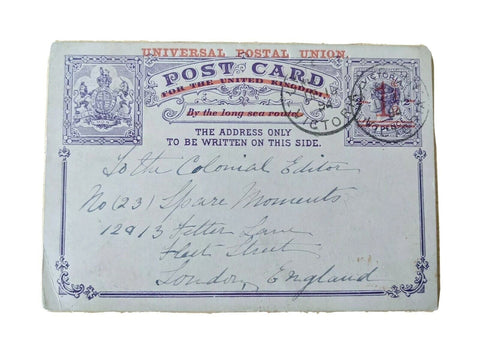 UNIVERSAL POSTAL UNION
POST CARD
FOR THE UNITED KINGDOM
By the long sea route
THE ADDRESS ONLY
TO BE WRITTEN ON THIS SIDE.
VICTORIA
To the Colonial Editor
No (23) Spare Moments
12 & 13 Fetter Lane
Fleet Street
London, England